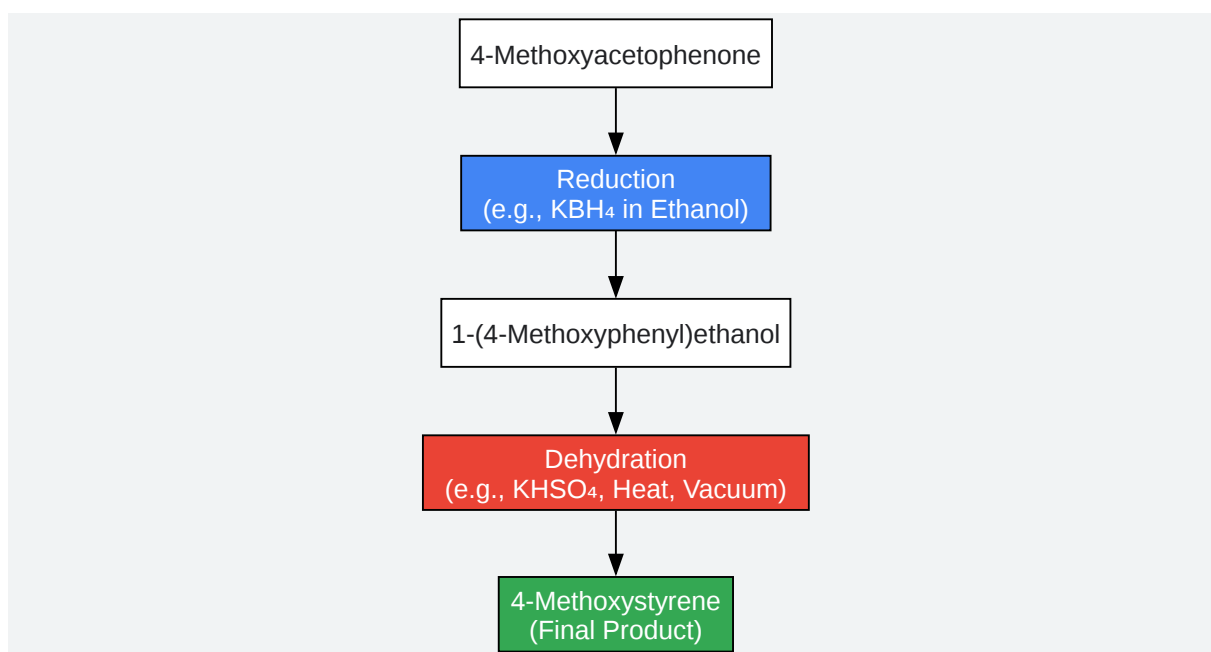 4-Methoxyacetophenone
Reduction
(e.g., KBH₄ in Ethanol)
1-(4-Methoxyphenyl)ethanol
Dehydration
(e.g., KHSO₄, Heat, Vacuum)
4-Methoxystyrene
(Final Product)